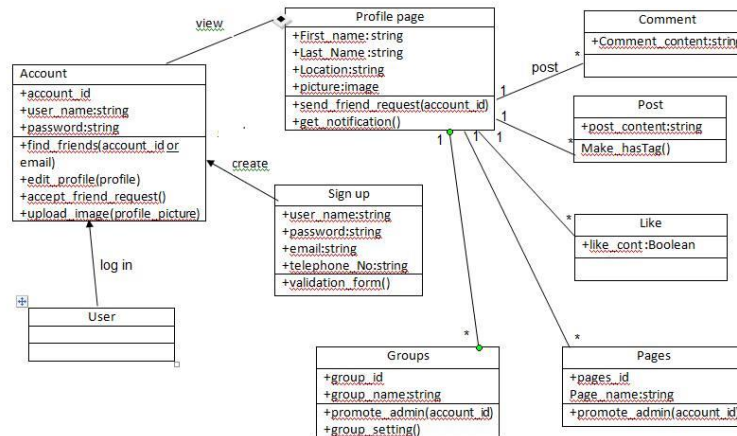 view
Profile page
+First_name:string
+Last_Name:string
+Location:string
+picture:image
+send_friend_request(account_id)
+get_notification()
Comment
+Comment_content:string
post
1
*
Account
+account_id
+user_name:string
+password:string
+find_friends(account_id or
email)
+edit_profile(profile)
+accept_friend_request()
+upload_image(profile_picture)
Post
+post_content:string
Make_hasTag()
1
*
1
1
1
create
Sign up
+user_name:string
+password:string
+email:string
+telephone_No:string
+validation_form()
Like
+like_cont:Boolean
*
log in
User
*
*
Groups
+group_id
+group_name:string
+promote_admin(account_id)
+group_setting()
Pages
+pages_id
Page_name:string
+promote_admin(account_id)